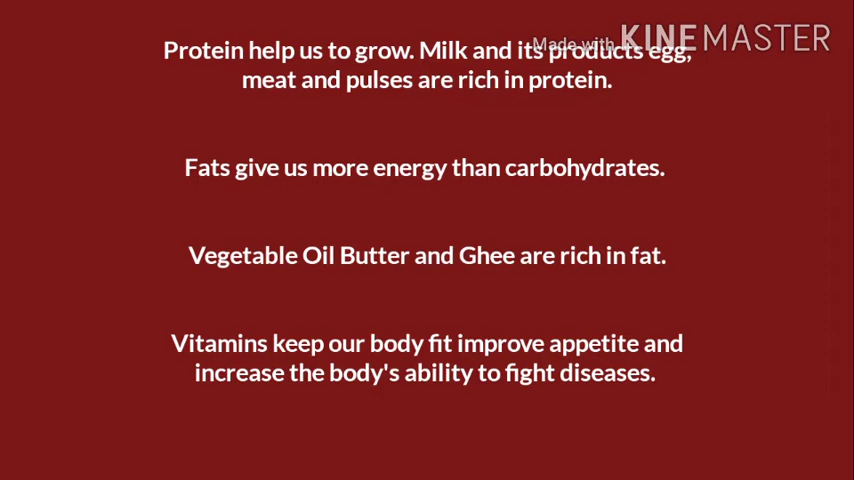 Protein help us to grow. Milk and its products egg,
meat and pulses are rich in protein.
Made with KINEMASTER
Fats give us more energy than carbohydrates.
Vegetable Oil Butter and Ghee are rich in fat.
Vitamins keep our body fit improve appetite and
increase the body's ability to fight diseases.